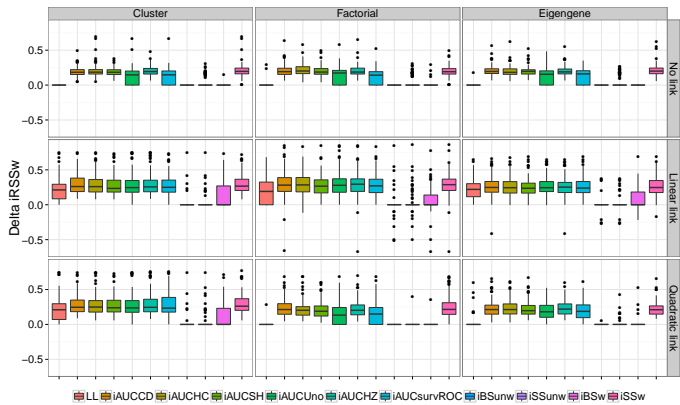 Cluster Factorial Eigengene
0.5
0.0
−0.5
No link
0.5
0.0
−0.5
Linear link
0.5
0.0
−0.5
Quadratic link
Delta iRSSw
LL iAUCCD iAUCHC iAUCSH iAUCUno iAUCHZ iAUCsurvROC iBSunw iSSunw iBSw iSSw